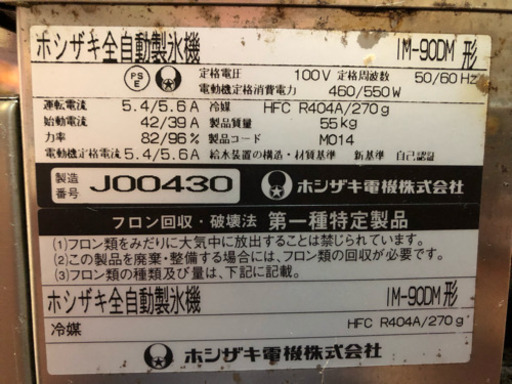 ホシザキ全自動製氷機 IM-90DM 形
PS E 定格電圧 100V 定格周波数 50/60Hz
電動機定格消費電力 460/550W
運転電流 5.4/5.6A 冷媒 HFC R404A/270g
始動電流 42/39A 製品質量 55kg
力率 82/96% 製品コード M014
電動機定格電流 5.4/5.6A 給水装置の構造・材質基準 新基準 自己認証
製造番号 J00430 ホシザキ電機株式会社
フロン回収・破壊法 第一種特定製品
(1)フロン類をみだりに大気中に放出することは禁じられています。
(2)この製品を廃棄・整備する場合には、フロン類の回収が必要です。
(3)フロン類の種類及び量は、下記に記載。
ホシザキ全自動製氷機 IM-90DM 形
冷媒 HFC R404A/270g
ホシザキ電機株式会社